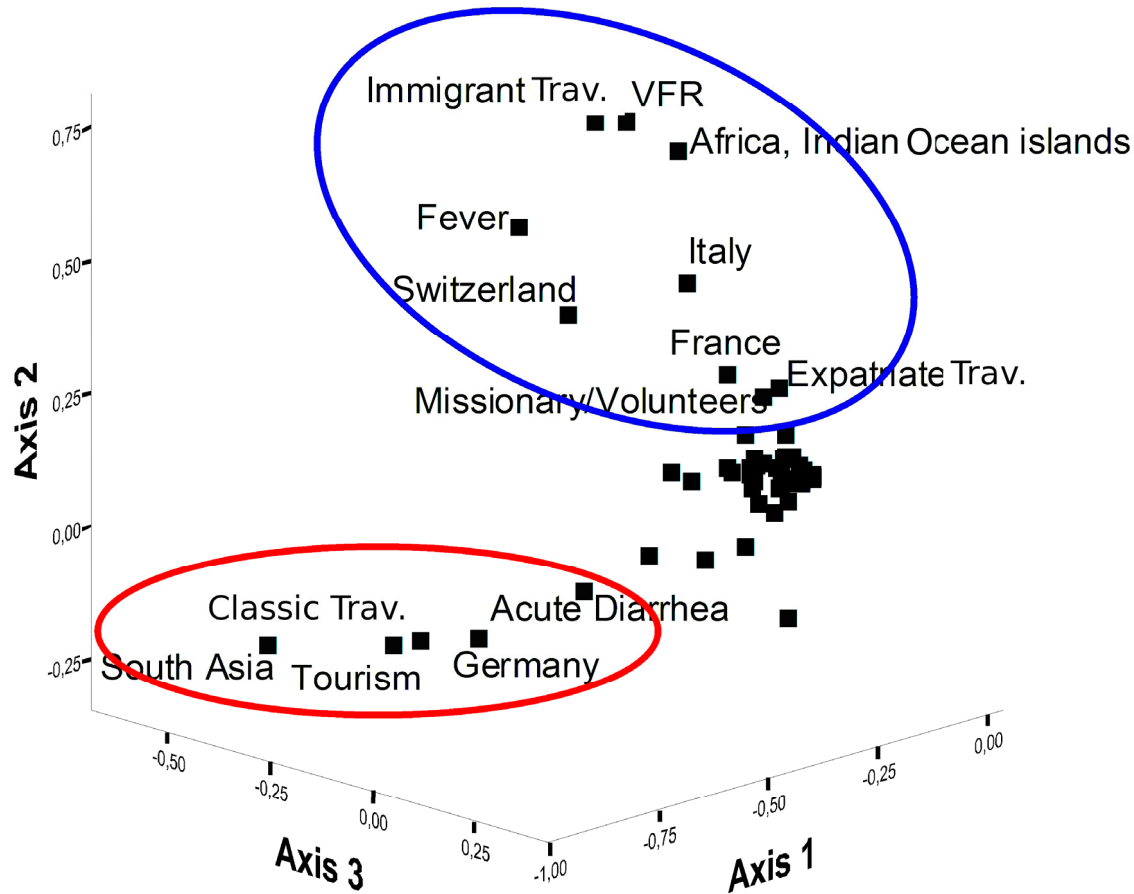 Immigrant Trav.
VFR
0,75
Africa, Indian Ocean islands
Fever
Italy
0,50
Switzerland
France
Expatriate Trav.
0,25
Missionary/Volunteers
Axis 2
0,00
Classic Trav.
Acute Diarrhea
-0,25
South Asia
Tourism
Germany
-0,50
-0,25
0,00
0,25
Axis 3
-1,00
-0,75
-0,50
-0,25
0,00
Axis 1